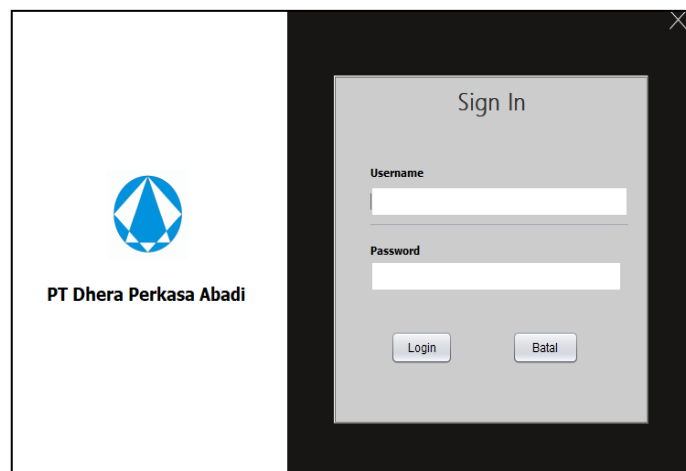 PT Dhera Perkasa Abadi
Sign In
Username
Password
Login
Batal